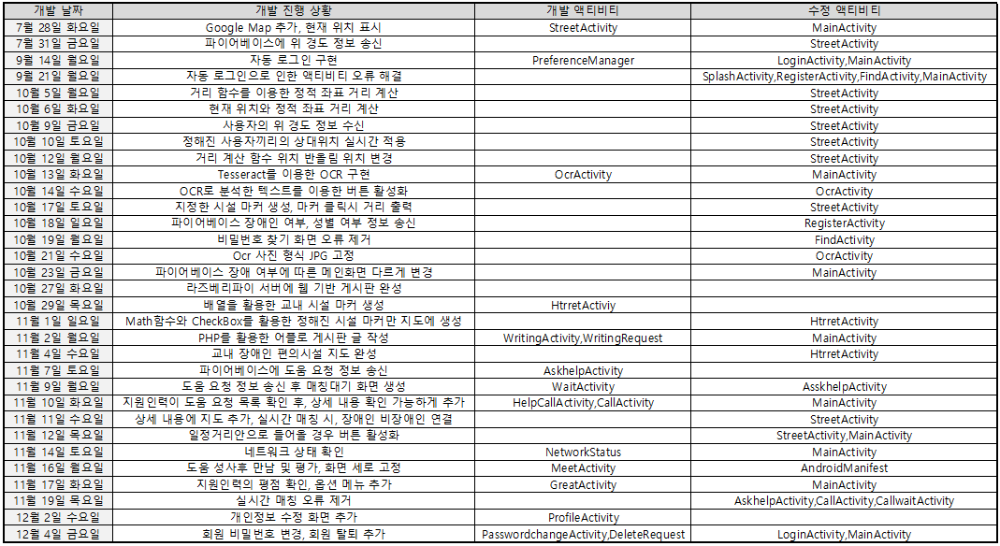 개발 날짜 개발 진행 상황 개발 액티비티 수정 액티비티
7월 28일 화요일 Google Map 추가, 현재 위치 표시 StreetActivity MainActivity
7월 31일 금요일 파이어베이스에 위 경도 정보 송신 StreetActivity
9월 14일 월요일 자동 로그인 구현 PreferenceManager LoginActivity,MainActivity
9월 21일 월요일 자동 로그인으로 인한 액티비티 오류 해결 SplashActivity,RegisterActivity,FindActivity,MainActivity
10월 5일 월요일 거리 함수를 이용한 정적 좌표 거리 계산 StreetActivity
10월 6일 화요일 현재 위치와 정적 좌표 거리 계산 StreetActivity
10월 9일 금요일 사용자의 위 경도 정보 수신 StreetActivity
10월 10일 토요일 정해진 사용자끼리의 상대위치 실시간 적용 StreetActivity
10월 12일 월요일 거리 계산 함수 위치 반올림 위치 변경 StreetActivity
10월 13일 화요일 Tesseract를 이용한 OCR 구현 OcrActivity MainActivity
10월 14일 수요일 OCR로 분석한 텍스트를 이용한 버튼 활성화 OcrActivity
10월 17일 토요일 지정한 시설 마커 생성, 마커 클릭시 거리 출력 StreetActivity
10월 18일 일요일 파이어베이스 장애인 여부, 성별 여부 정보 송신 RegisterActivity
10월 19일 월요일 비밀번호 찾기 화면 오류 제거 FindActivity
10월 21일 수요일 Ocr 사진 형식 JPG 고정 OcrActivity
10월 23일 금요일 파이어베이스 장애 여부에 따른 메인화면 다르게 변경 MainActivity
10월 27일 화요일 라즈베리파이 서버에 웹 기반 게시판 완성
10월 29일 목요일 배열을 활용한 교내 시설 마커 생성 HtrretActiviy
11월 1일 일요일 Math함수와 CheckBox를 활용한 정해진 시설 마커만 지도에 생성 HtrretActivity
11월 2일 월요일 PHP를 활용한 어플로 게시판 글 작성 WritingActivity,WritingRequest MainActivity
11월 4일 수요일 교내 장애인 편의시설 지도 완성 HtrretActivity
11월 7일 토요일 파이어베이스에 도움 요청 정보 송신 AskhelpActivity
11월 9일 월요일 도움 요청 정보 송신 후 매칭대기 화면 생성 WaitActivity AsskhelpActivity
11월 10일 화요일 지원인력이 도움 요청 목록 확인 후, 상세 내용 확인 가능하게 추가 HelpCallActivity,CallActivity MainActivity
11월 11일 수요일 상세 내용에 지도 추가, 실시간 매칭 시, 장애인 비장애인 연결 StreetActivity
11월 12일 목요일 일정거리안으로 들어올 경우 버튼 활성화 StreetActivity,MainActivity
11월 14일 토요일 네트워크 상태 확인 NetworkStatus MainActivity
11월 16일 월요일 도움 성사후 만남 및 평가, 화면 세로 고정 MeetActivity AndroidManifest
11월 17일 화요일 지원인력의 평점 확인, 옵션 메뉴 추가 GreatActivity MainActivity
11월 19일 목요일 실시간 매칭 오류 제거 AskhelpActivity,CallActivity,CallwaitActivity
12월 2일 수요일 개인정보 수정 화면 추가 ProfileActivity
12월 4일 금요일 회원 비밀번호 변경, 회원 탈퇴 추가 PasswordchangeActivity,DeleteRequest LoginActivity,MainActivity